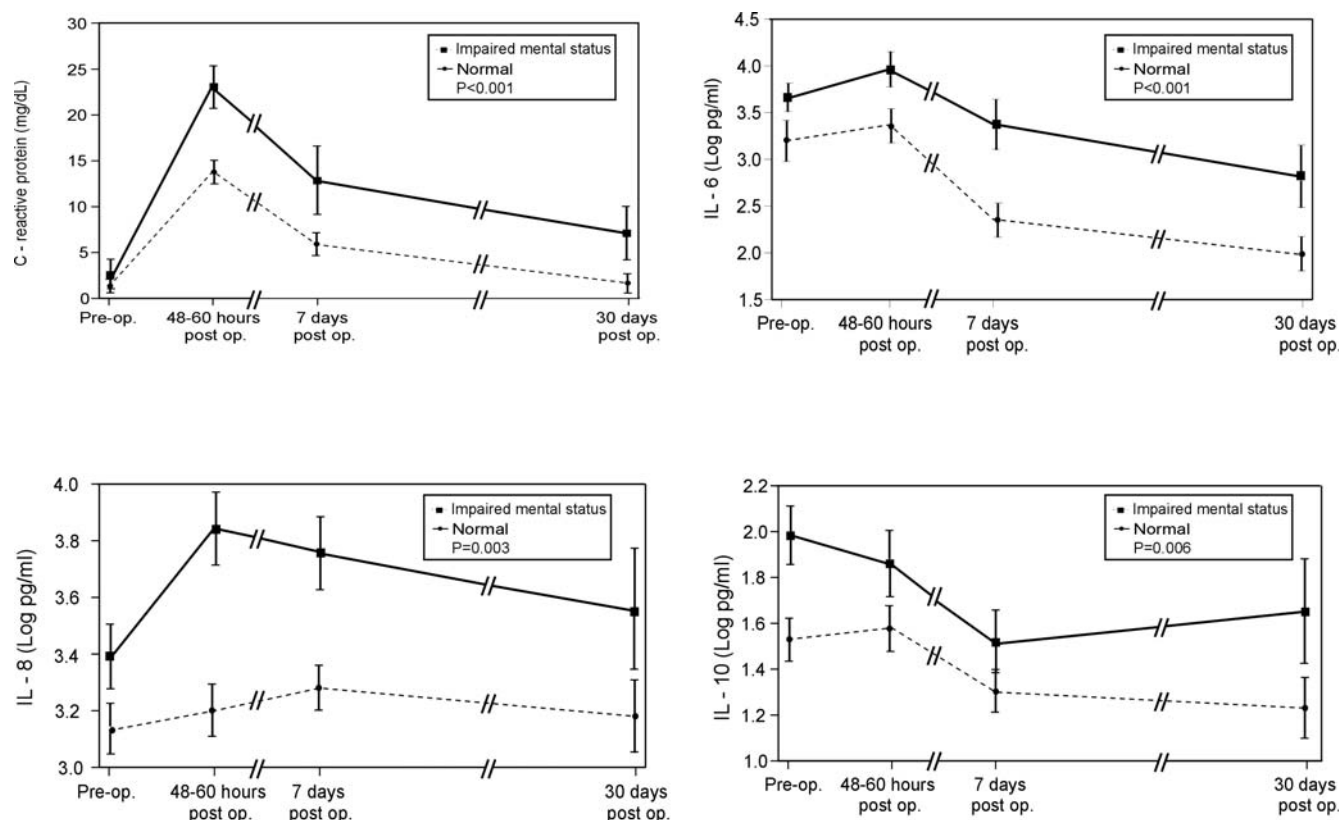 30
25
20
15
10
5
0
C - reactive protein (mg/dL)
Impaired mental status
Normal
P<0.001
Pre-op.
48-60 hours
post op.
7 days
post op.
30 days
post op.
4.5
4.0
3.5
3.0
2.5
2.0
1.5
IL - 6 (Log pg/ml)
Impaired mental status
Normal
P<0.001
Pre-op.
48-60 hours
post op.
7 days
post op.
30 days
post op.
4.0
3.8
3.6
3.4
3.2
3.0
IL - 8 (Log pg/ml)
Impaired mental status
Normal
P=0.003
Pre-op.
48-60 hours
post op.
7 days
post op.
30 days
post op.
2.2
2.0
1.8
1.6
1.4
1.2
1.0
IL - 10 (Log pg/ml)
Impaired mental status
Normal
P=0.006
Pre-op.
48-60 hours
post op.
7 days
post op.
30 days
post op.